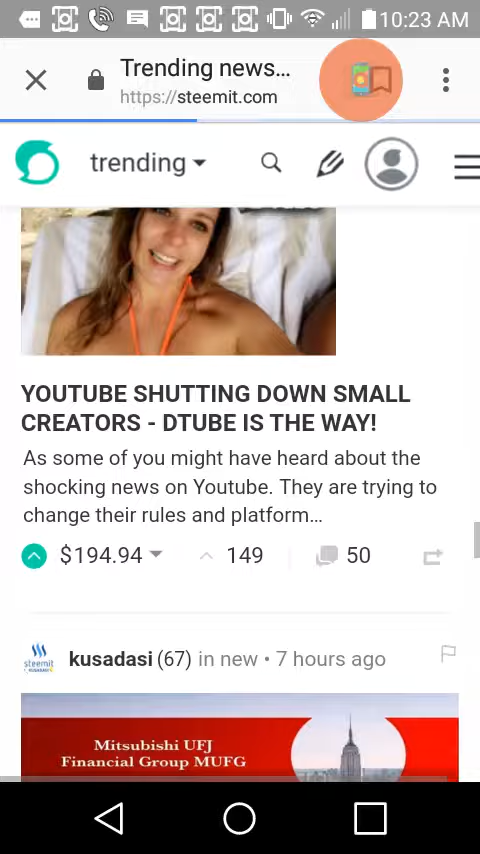 10:23 AM
Trending news...
https://steemit.com
trending
YOUTUBE SHUTTING DOWN SMALL
CREATORS - DTUBE IS THE WAY!
As some of you might have heard about the
shocking news on Youtube. They are trying to
change their rules and platform...
$194.94 149 50
steemit
kusadasi (67) in new • 7 hours ago
Mitsubishi UFJ
Financial Group MUFG